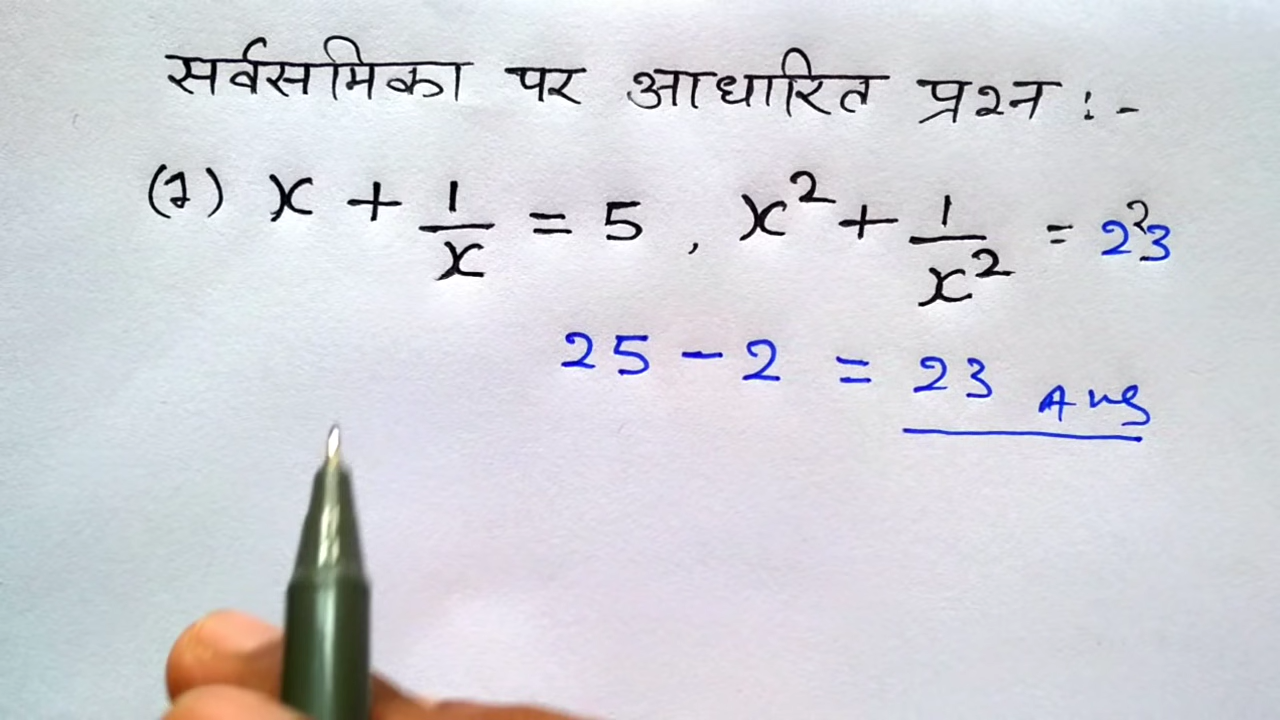 सर्वसमिका पर आधारित प्रश्न :-
(1) x + 1/x = 5 , x² + 1/x² = 23
25 - 2 = 23 Ans